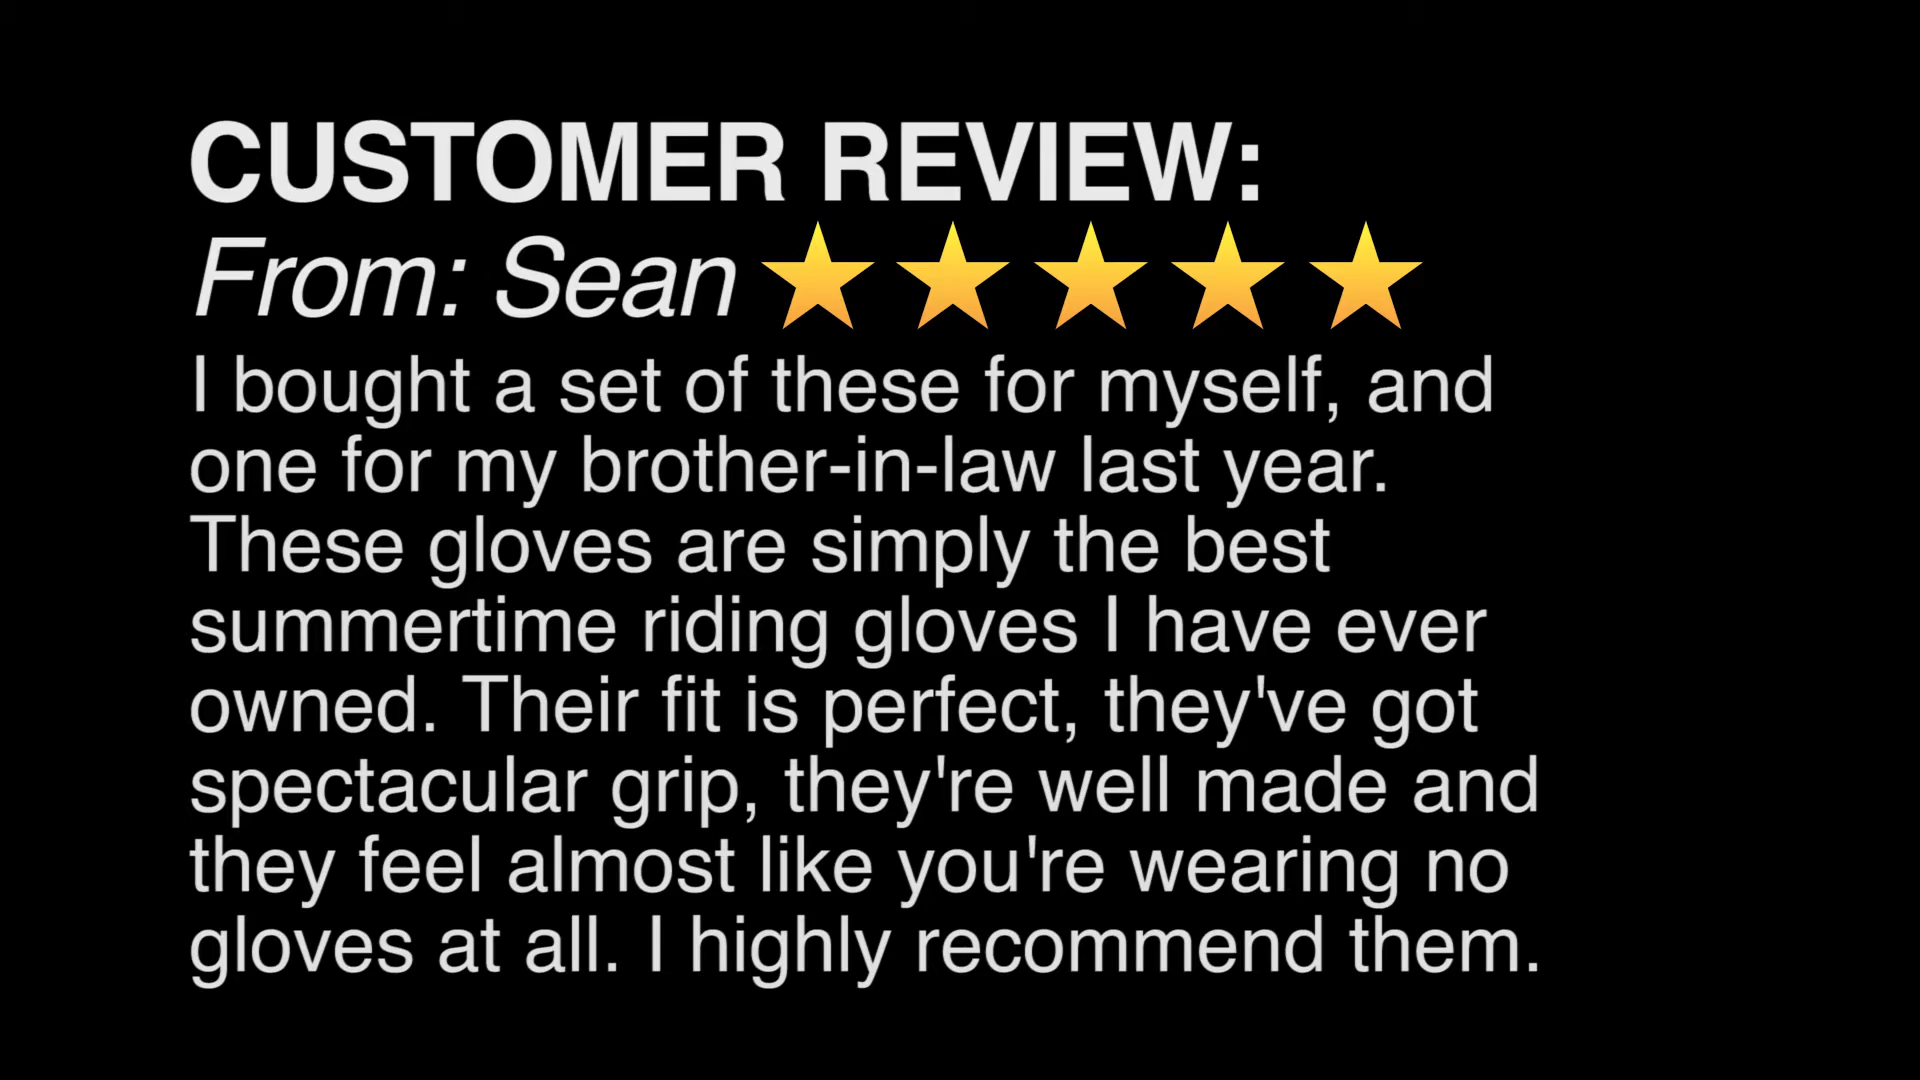 CUSTOMER REVIEW:
From: Sean ⭐⭐⭐⭐⭐
I bought a set of these for myself, and
one for my brother-in-law last year.
These gloves are simply the best
summertime riding gloves I have ever
owned. Their fit is perfect, they've got
spectacular grip, they're well made and
they feel almost like you're wearing no
gloves at all. I highly recommend them.